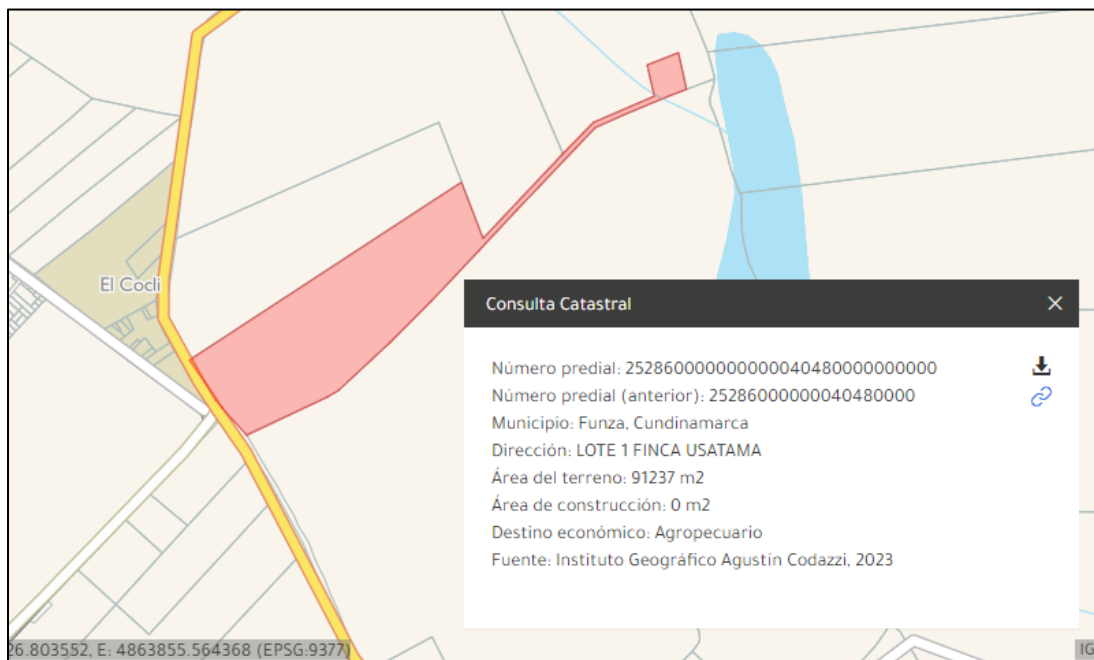 El Cocli
Consulta Catastral
Número predial: 252860000000000040480000000000
Número predial (anterior): 25286000000040480000
Municipio: Funza, Cundinamarca
Dirección: LOTE 1 FINCA USATAMA
Área del terreno: 91237 m2
Área de construcción: 0 m2
Destino económico: Agropecuario
Fuente: Instituto Geográfico Agustín Codazzi, 2023
26.803552, E: 4863855.564368 (EPSG:9377)
IG